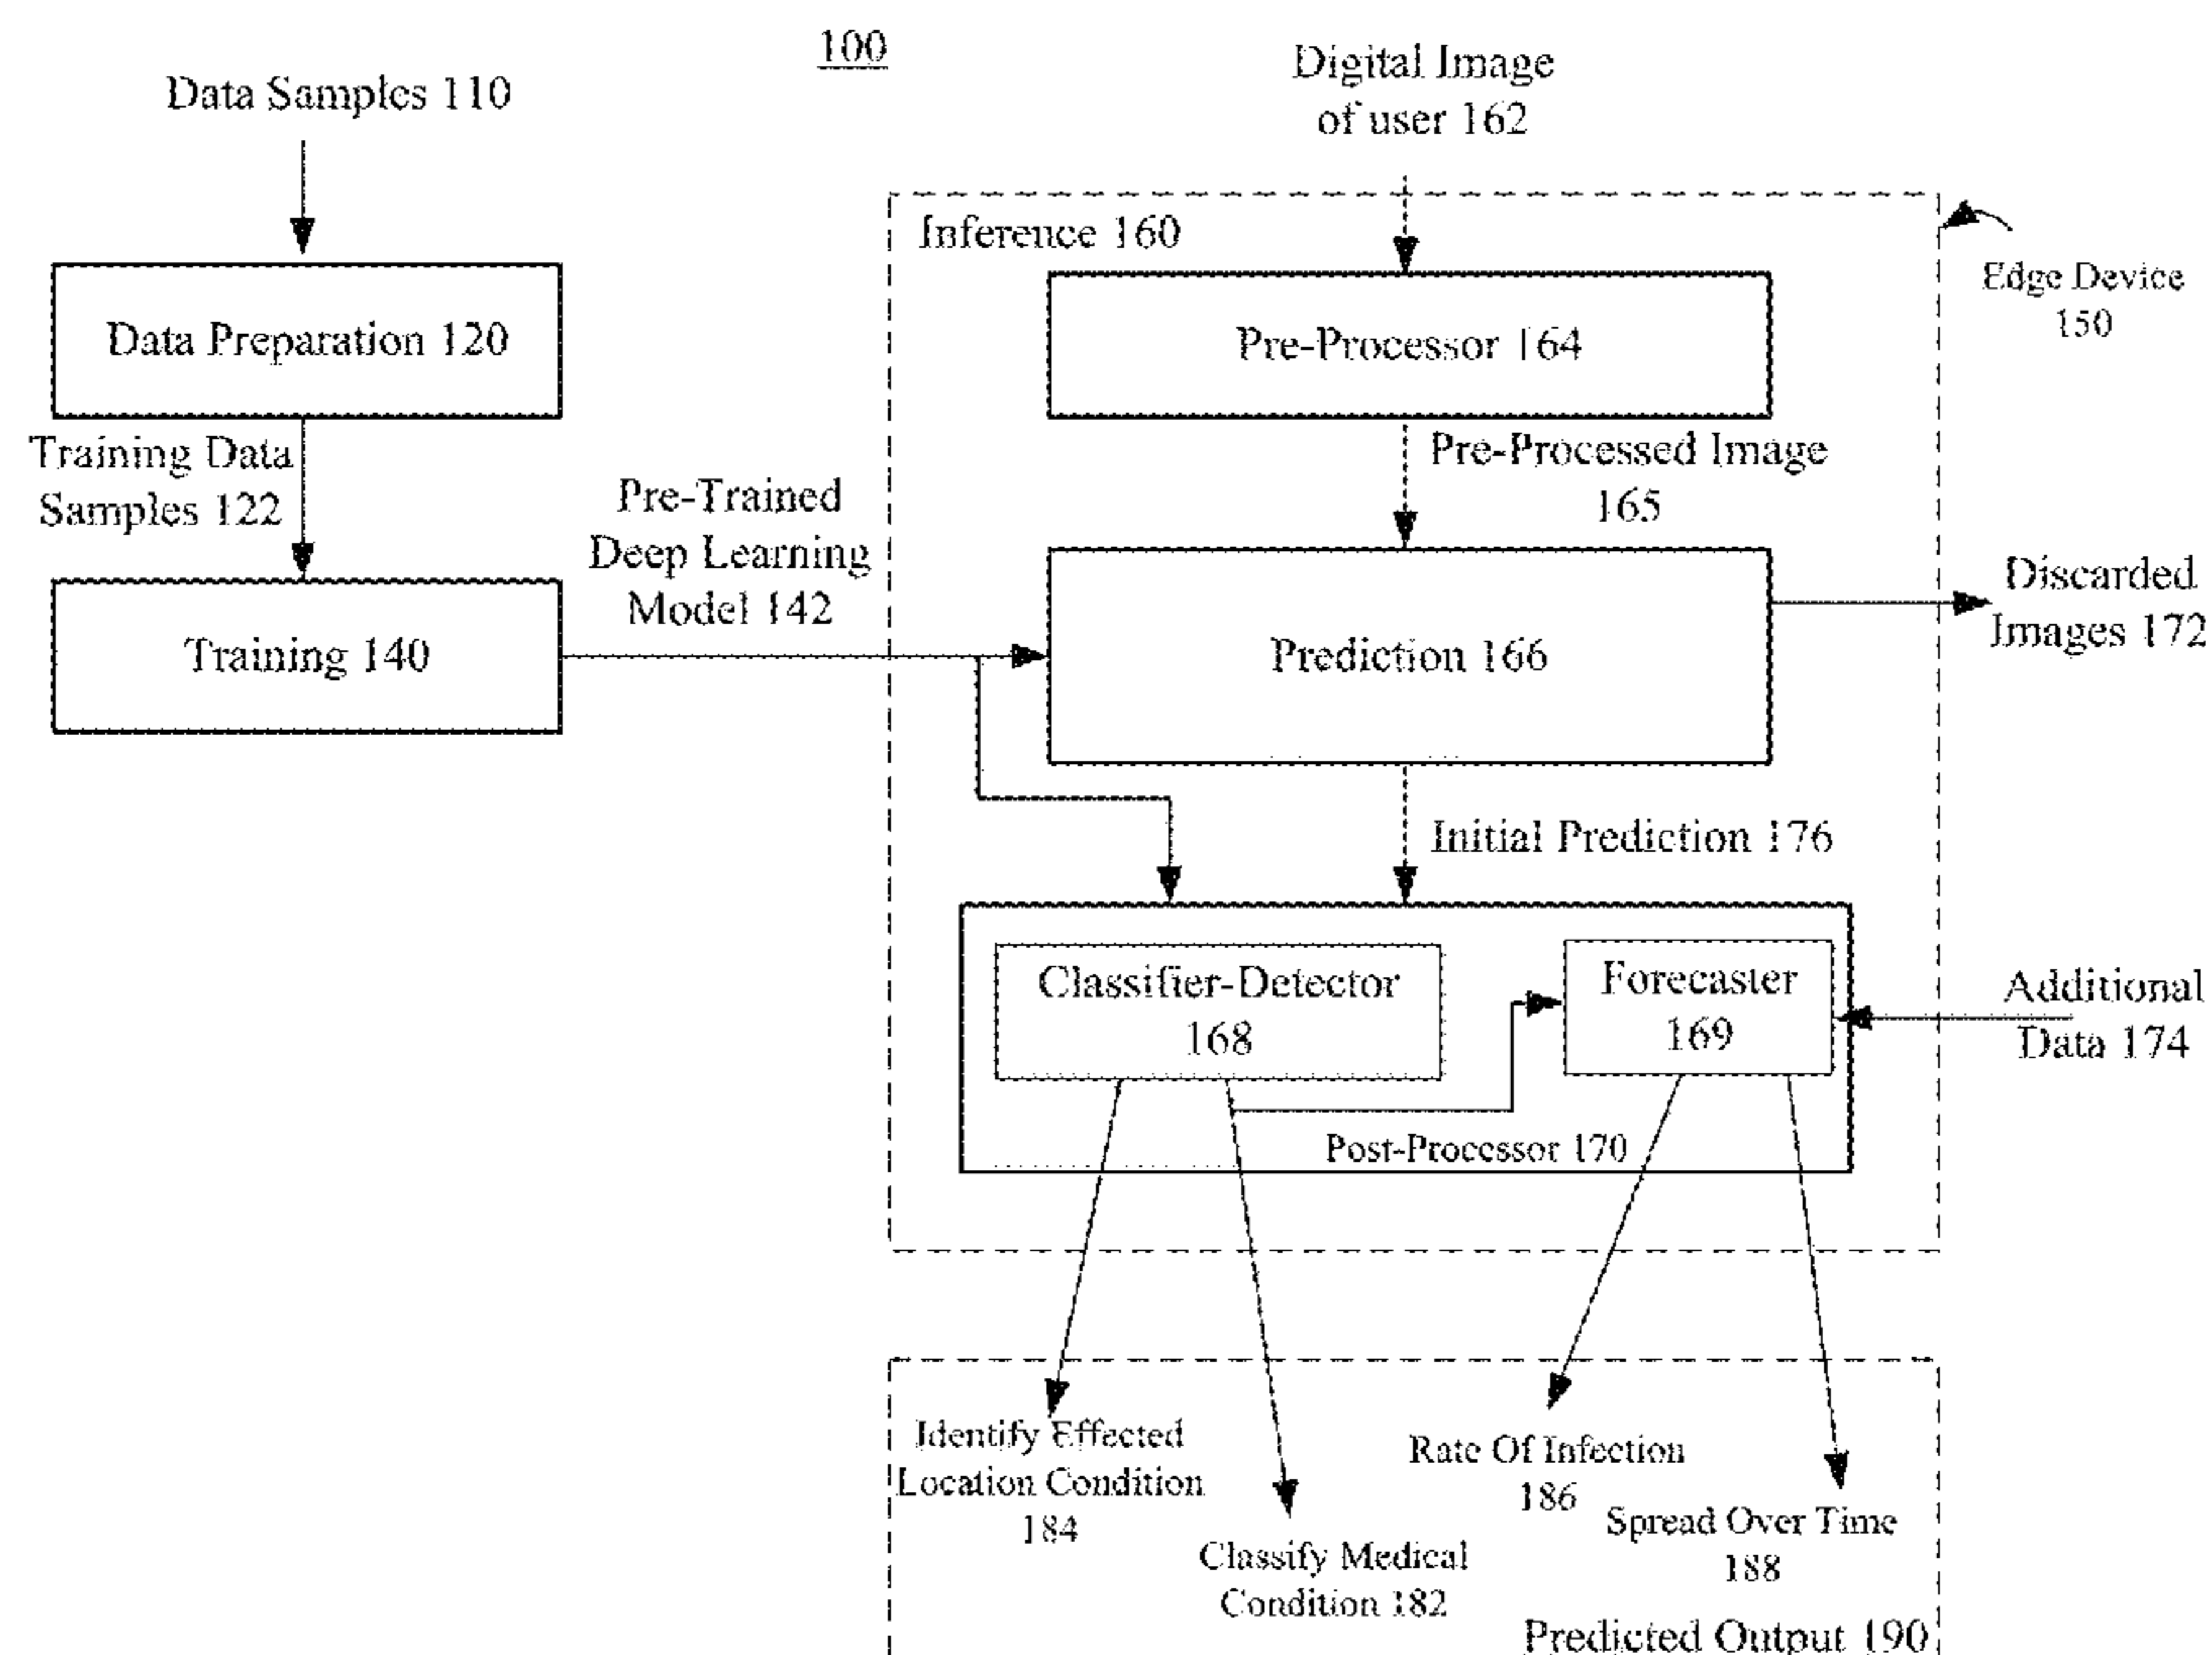 100
Data Samples 110
Digital Image
of user 162
Inference 160
Edge Device
150
Data Preparation 120
Pre-Processor 164
Training Data
Samples 122
Pre-Processed Image
165
Pre-Trained
Deep Learning
Model 142
Training 140
Prediction 166
Discarded
Images 172
Initial Prediction 176
Classifier-Detector
168
Forecaster
169
Additional
Data 174
Post-Processor 170
Identify Effected
Location Condition
184
Classify Medical
Condition 182
Rate Of Infection
186
Spread Over Time
188
Predicted Output 190